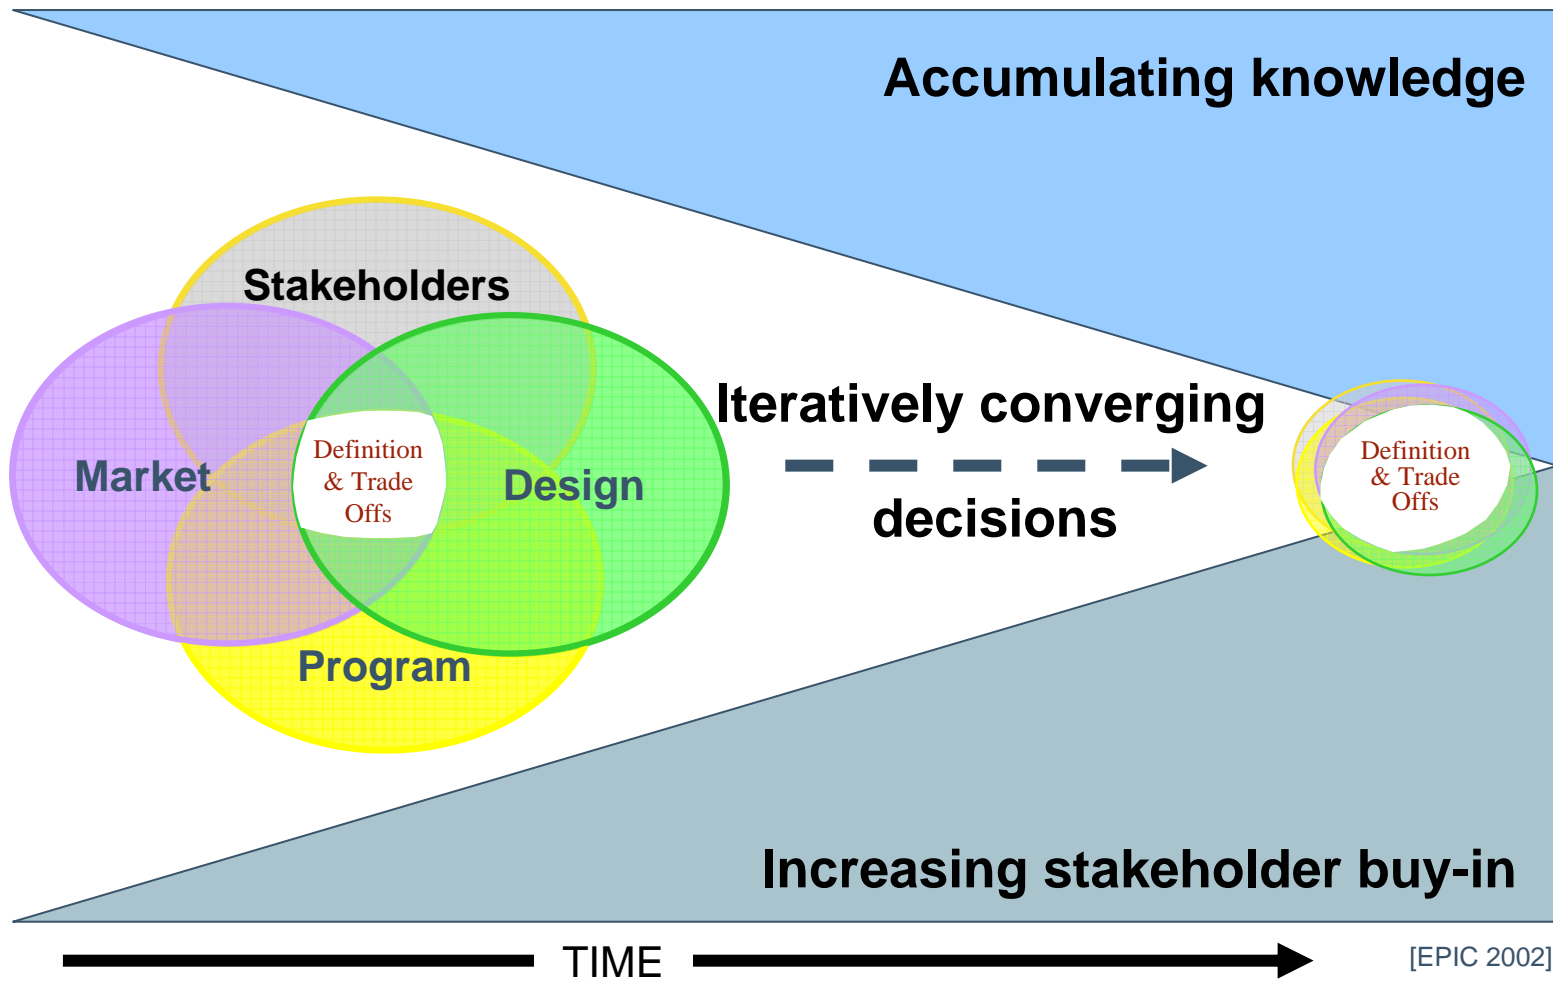 Accumulating knowledge
Stakeholders
Market
Definition
& Trade
Offs
Design
Program
Iteratively converging
decisions
Definition
& Trade
Offs
Increasing stakeholder buy-in
TIME
[EPIC 2002]